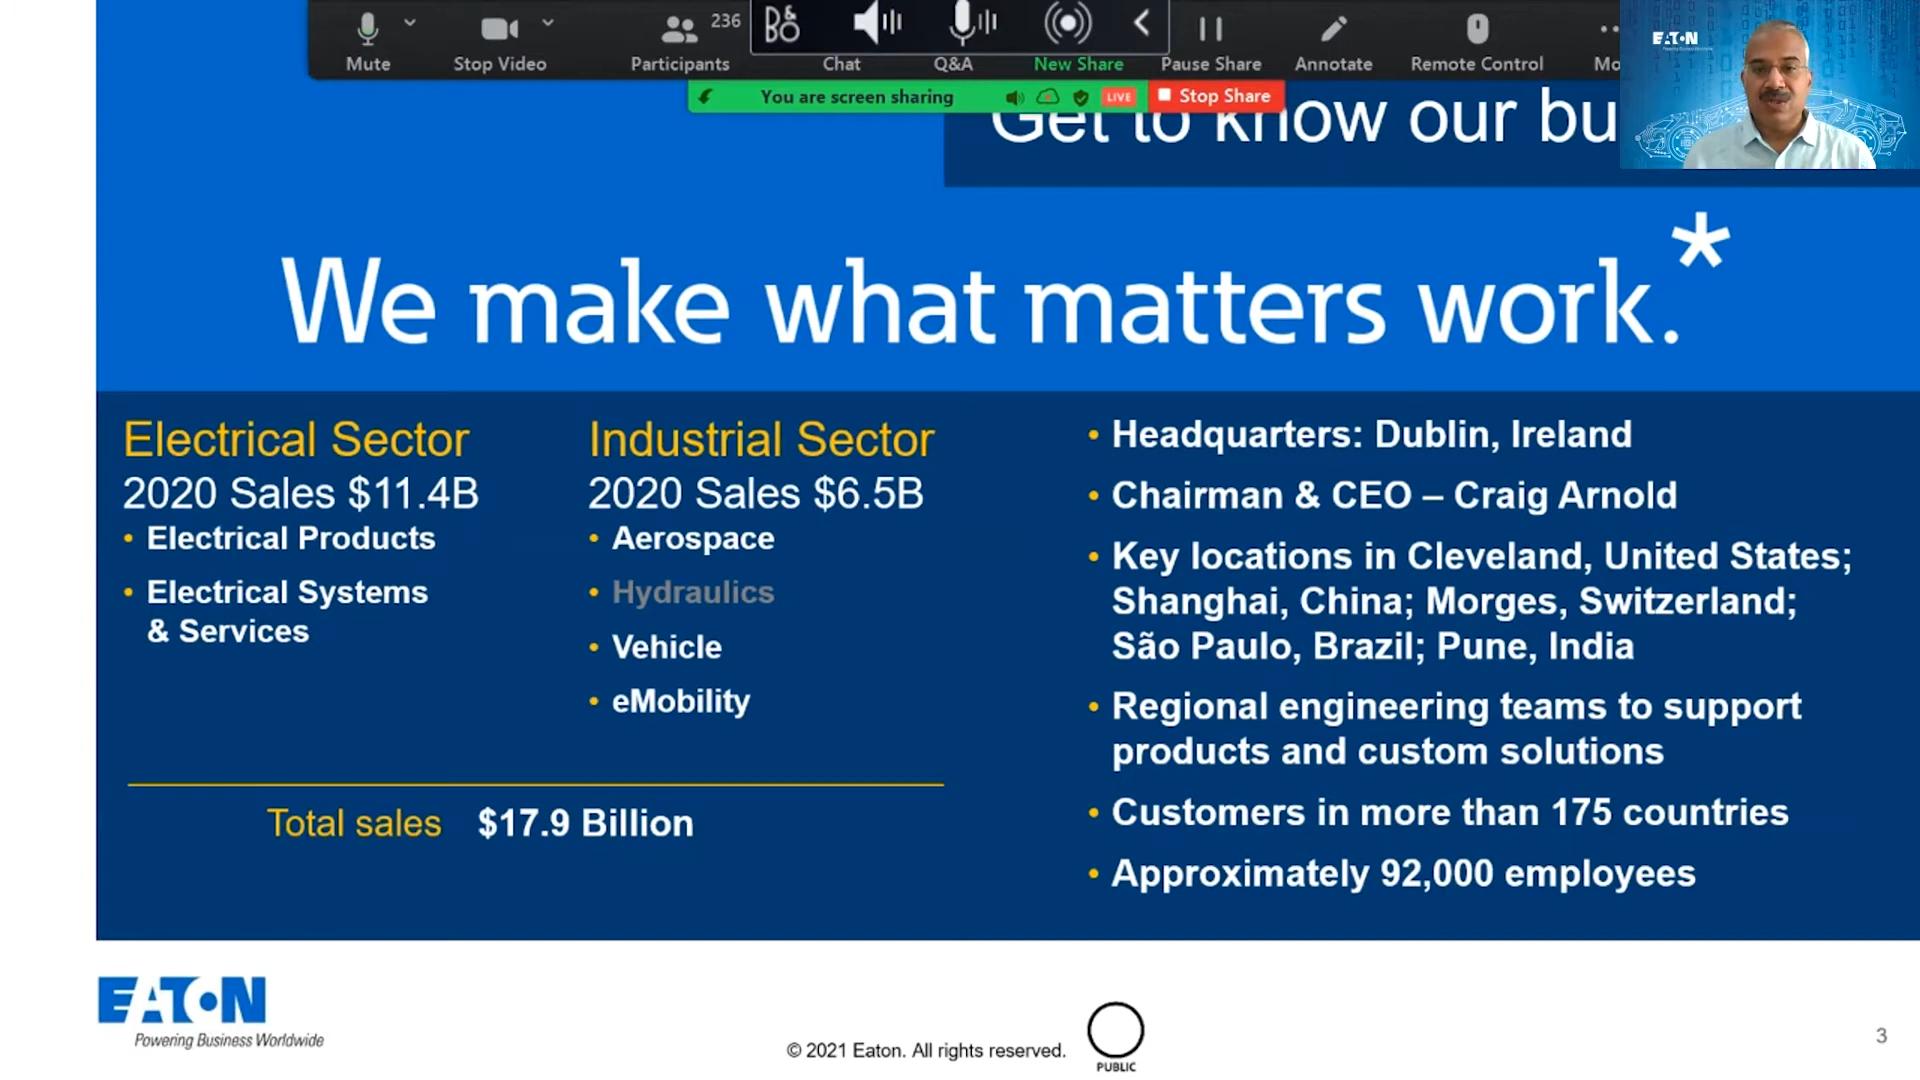 236
Mute
Stop Video
Participants
Chat
Q&A
New Share
Pause Share
Annotate
Remote Control
You are screen sharing
LIVE
Stop Share
EATON
Get to know our bu
We make what matters work.*
Electrical Sector
2020 Sales $11.4B
• Electrical Products
• Electrical Systems
& Services
Industrial Sector
2020 Sales $6.5B
• Aerospace
• Hydraulics
• Vehicle
• eMobility
Total sales $17.9 Billion
• Headquarters: Dublin, Ireland
• Chairman & CEO – Craig Arnold
• Key locations in Cleveland, United States;
Shanghai, China; Morges, Switzerland;
São Paulo, Brazil; Pune, India
• Regional engineering teams to support
products and custom solutions
• Customers in more than 175 countries
• Approximately 92,000 employees
EATON
Powering Business Worldwide
© 2021 Eaton. All rights reserved.
PUBLIC
3